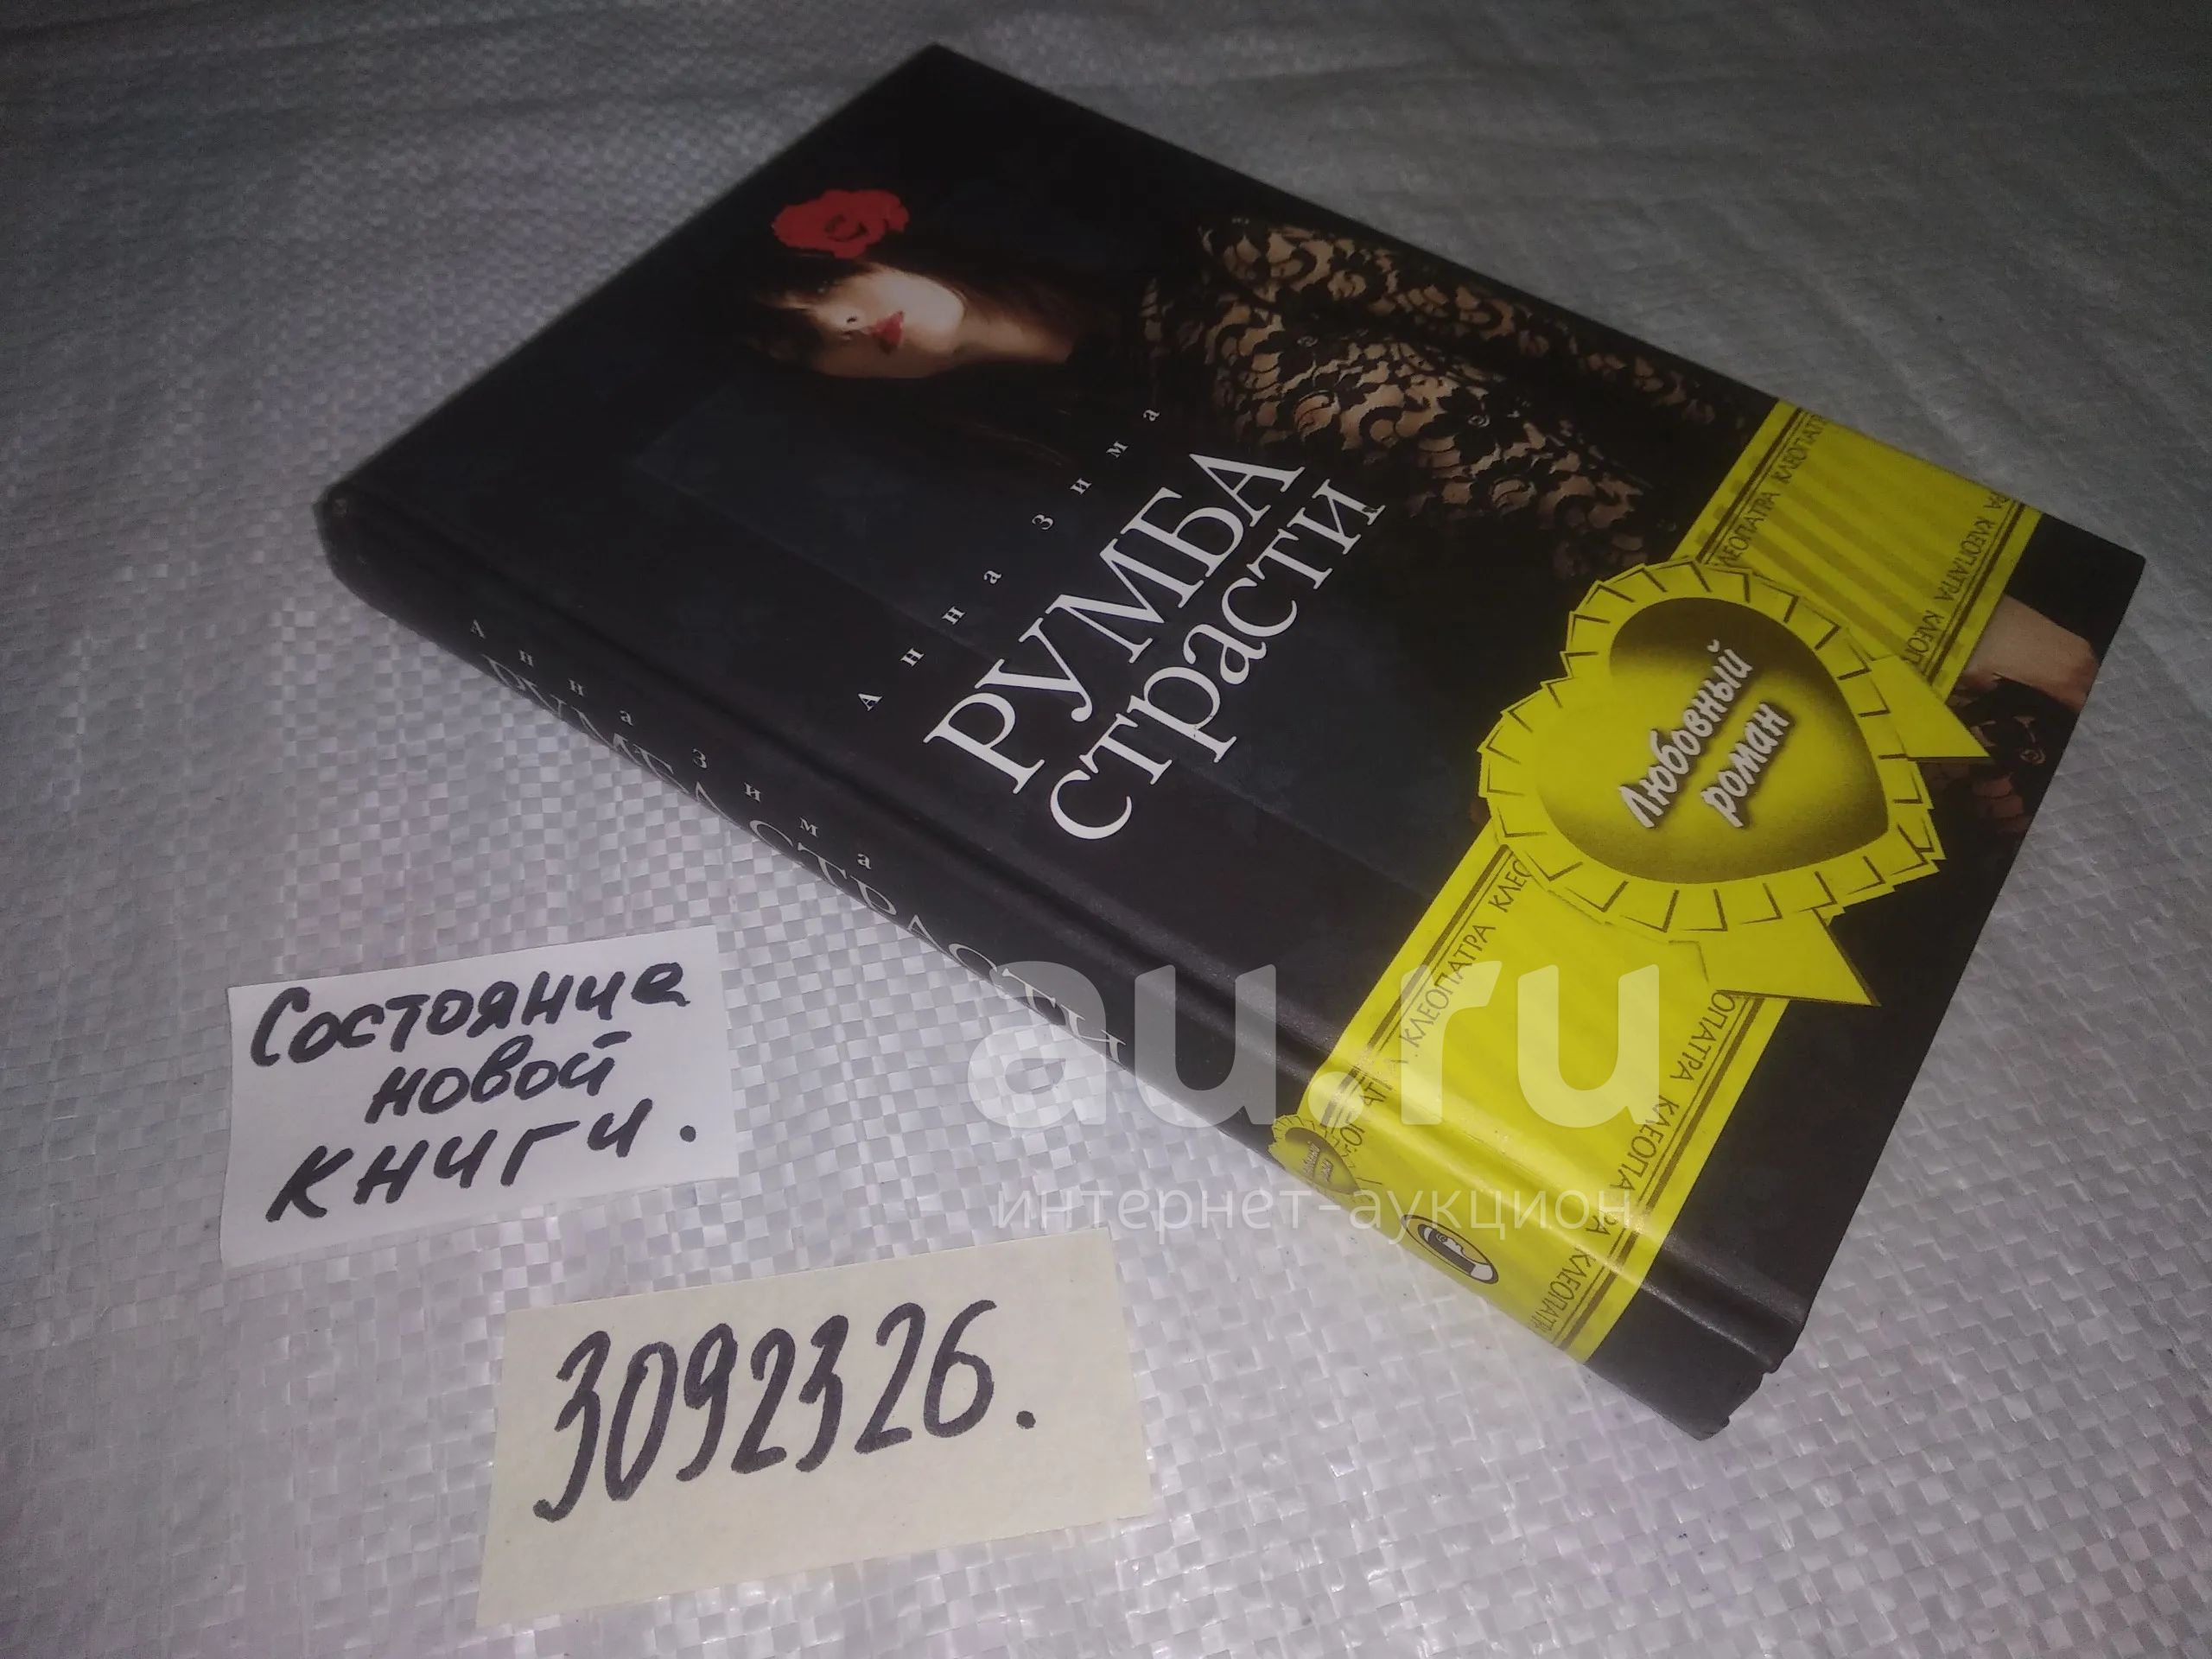 Анна Зима
РУМБА
страсти
Любовный
роман
КЛЕОПАТРА КЛЕОПАТРА
КЛЕОПАТРА
Анна Зима
РУМБА СТРАСТИ
au.ru
интернет-аукцион
Состояние
новой
книги.
3092326.